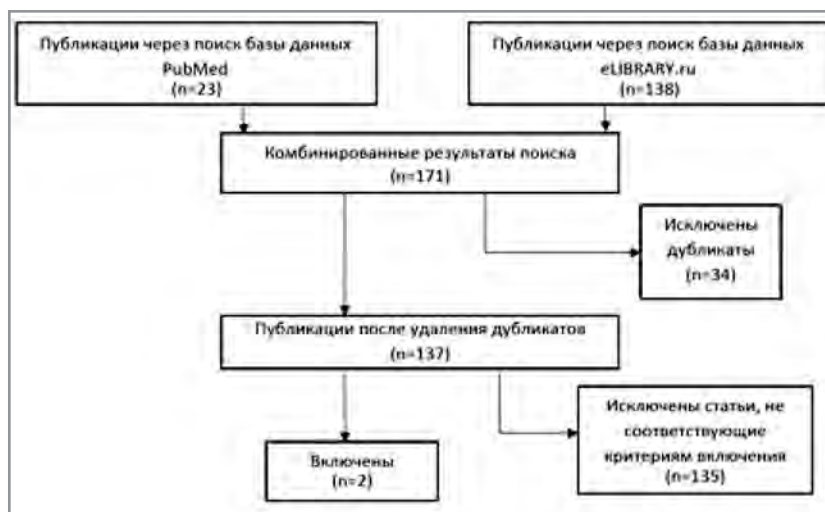 Публикации через поиск базы данных
PubMed
(n=23)
Публикации через поиск базы данных
eLIBRARY.ru
(n=138)
Комбинированные результаты поиска
(n=171)
Исключены
дубликаты
(n=34)
Публикации после удаления дубликатов
(n=137)
Исключены статьи, не
соответствующие
критериям включения
(n=135)
Включены
(n=2)